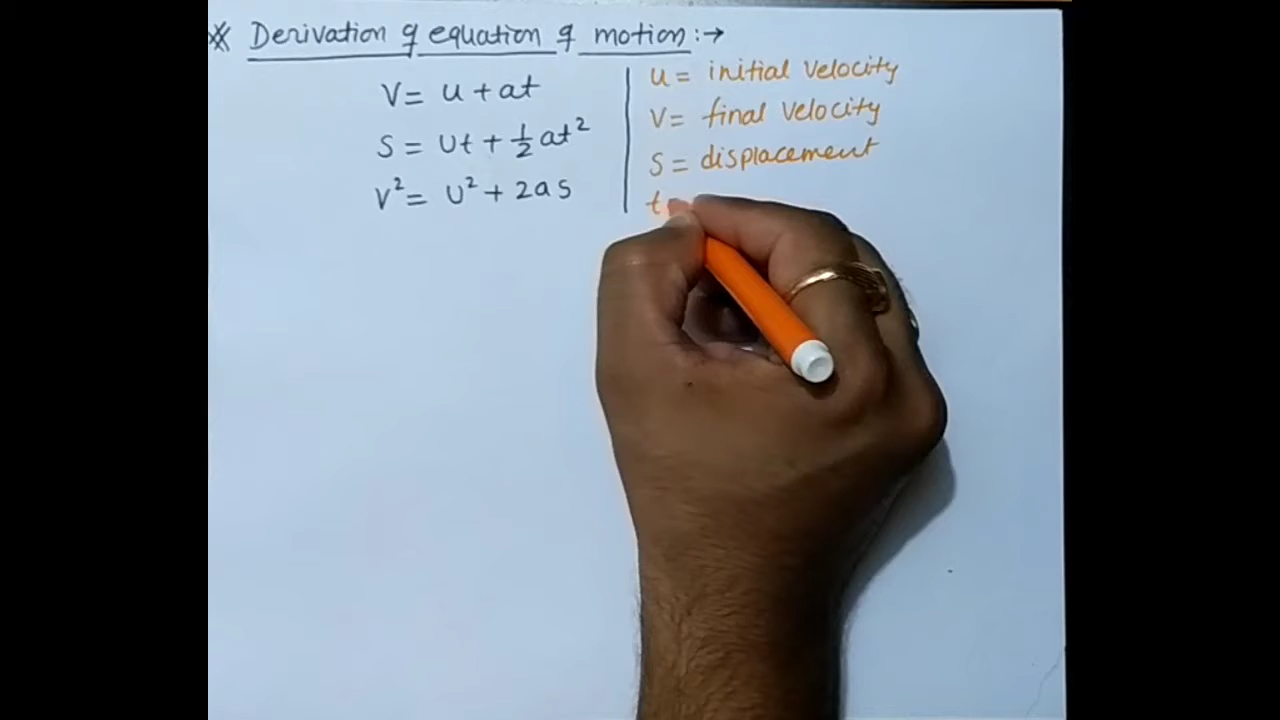 ※ Derivation of equation of motion:→
V = u + at
S = Ut + 1/2 at²
V² = U² + 2as
u = initial velocity
V = final velocity
S = displacement
t =